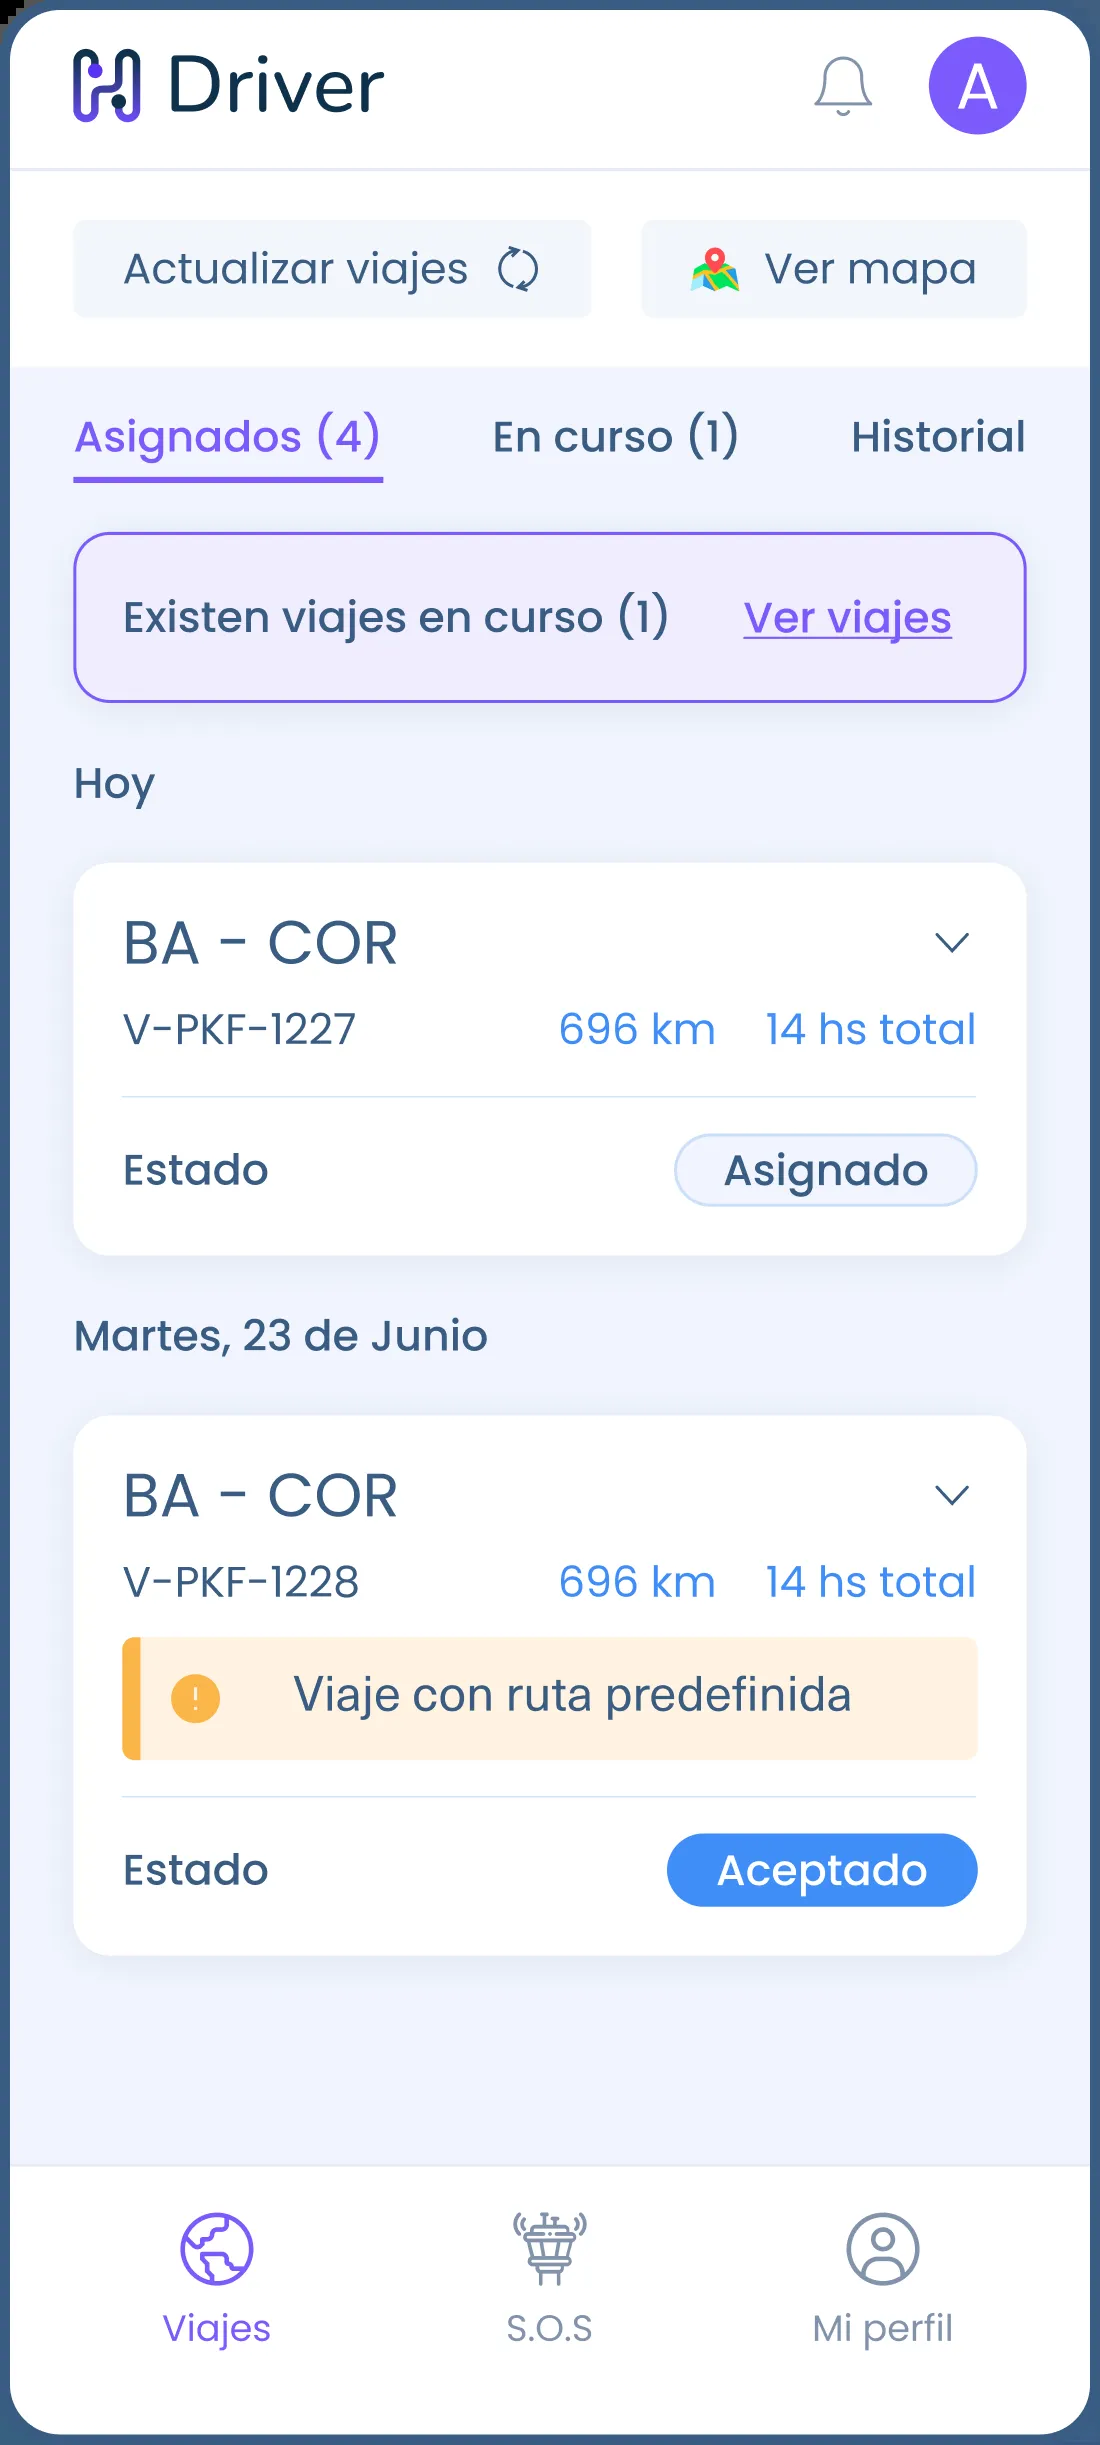 Driver
A
Actualizar viajes
Ver mapa
Asignados (4)
En curso (1)
Historial
Existen viajes en curso (1)
Ver viajes
Hoy
BA - COR
V-PKF-1227
696 km
14 hs total
Estado
Asignado
Martes, 23 de Junio
BA - COR
V-PKF-1228
696 km
14 hs total
Viaje con ruta predefinida
Estado
Aceptado
Viajes
S.O.S
Mi perfil